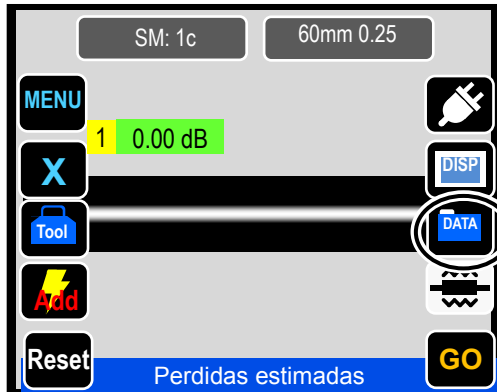 SM: 1c
60mm 0.25
MENU
1 0.00 dB
X
DISP
Tool
DATA
Add
Reset
GO
Perdidas estimadas